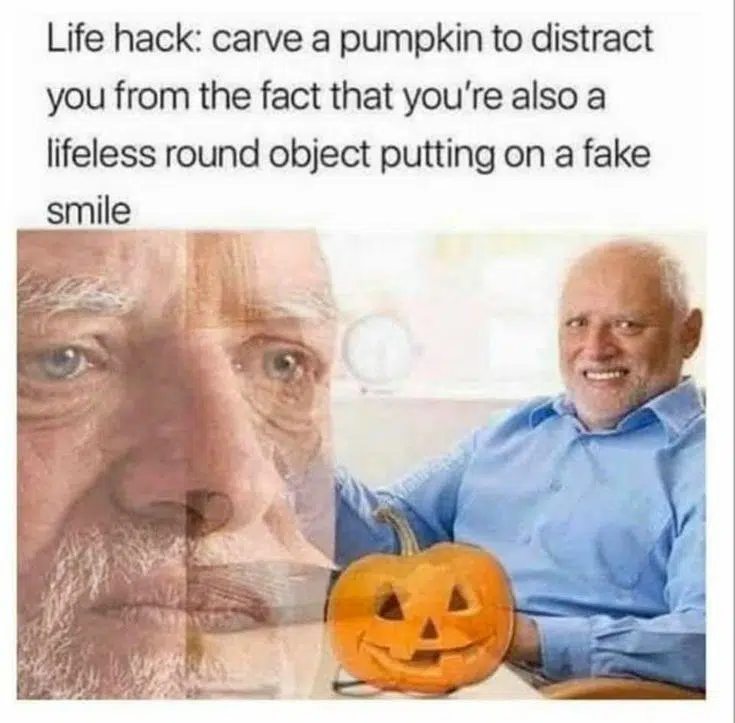 Life hack: carve a pumpkin to distract
you from the fact that you're also a
lifeless round object putting on a fake
smile